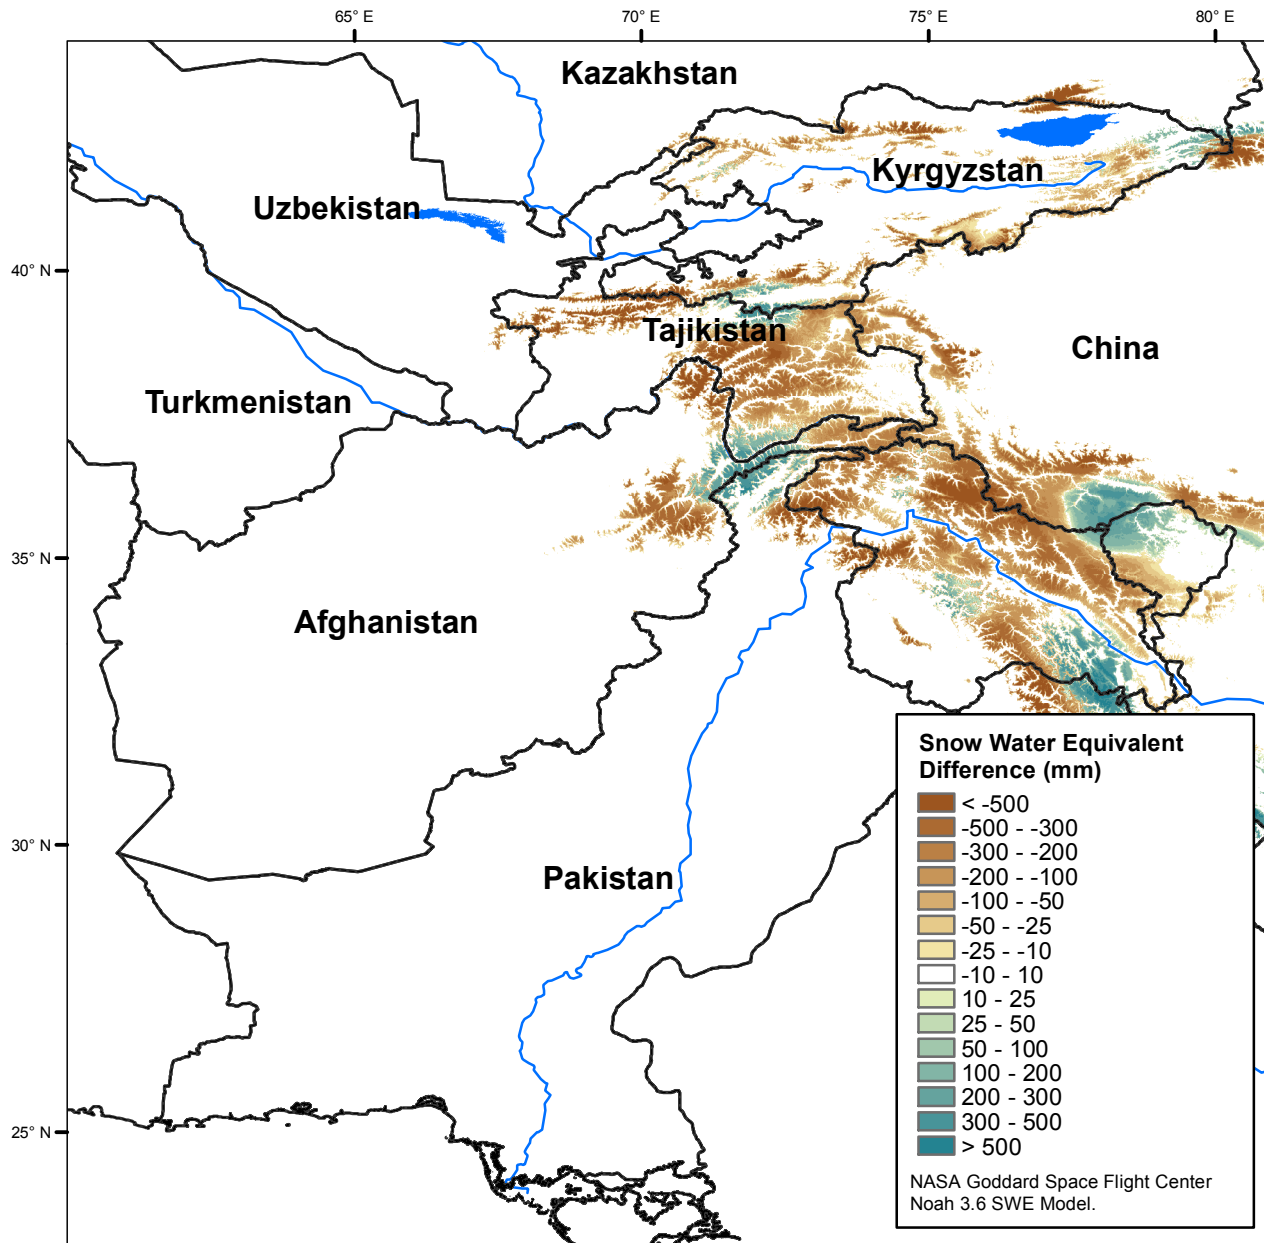 65° E
70° E
75° E
80° E
Kazakhstan
Kyrgyzstan
Uzbekistan
40° N
Tajikistan
China
Turkmenistan
35° N
Afghanistan
Snow Water Equivalent
Difference (mm)
< -500
-500 - -300
-300 - -200
-200 - -100
-100 - -50
-50 - -25
-25 - -10
-10 - 10
10 - 25
25 - 50
50 - 100
100 - 200
200 - 300
300 - 500
> 500
30° N
Pakistan
25° N
NASA Goddard Space Flight Center
Noah 3.6 SWE Model.